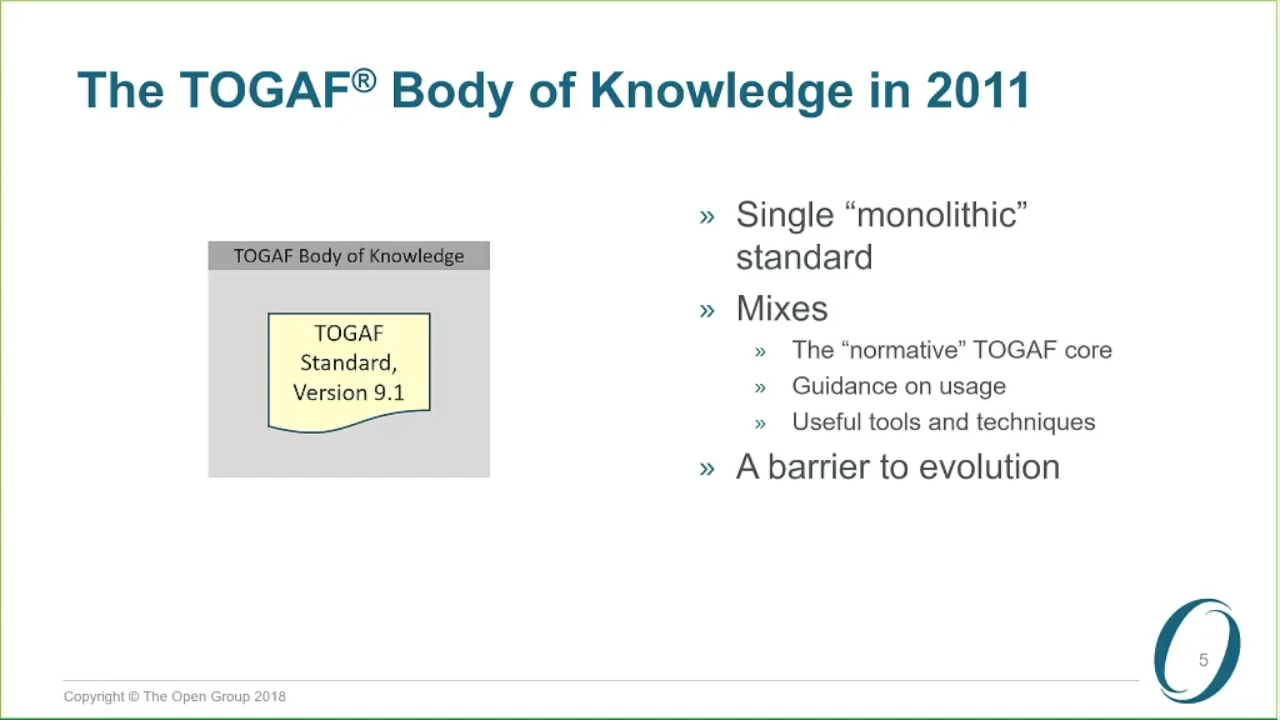 The TOGAF® Body of Knowledge in 2011
TOGAF Body of Knowledge
TOGAF
Standard,
Version 9.1
» Single “monolithic”
standard
» Mixes
» The “normative” TOGAF core
» Guidance on usage
» Useful tools and techniques
» A barrier to evolution
5
Copyright © The Open Group 2018